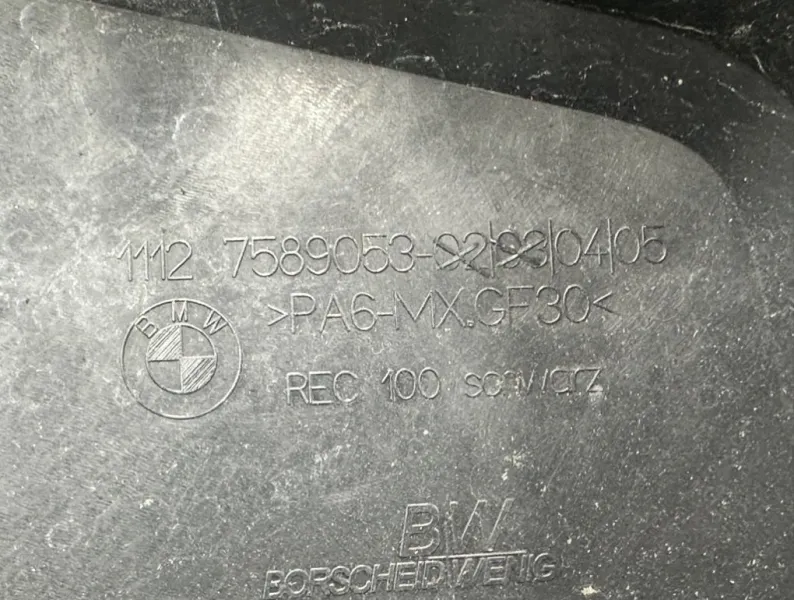 1112 7589053-02/03/04/05
>PA6-MX.GF30<
BMW
REC 100 schwarz
BW
BORSCHEID WENIG